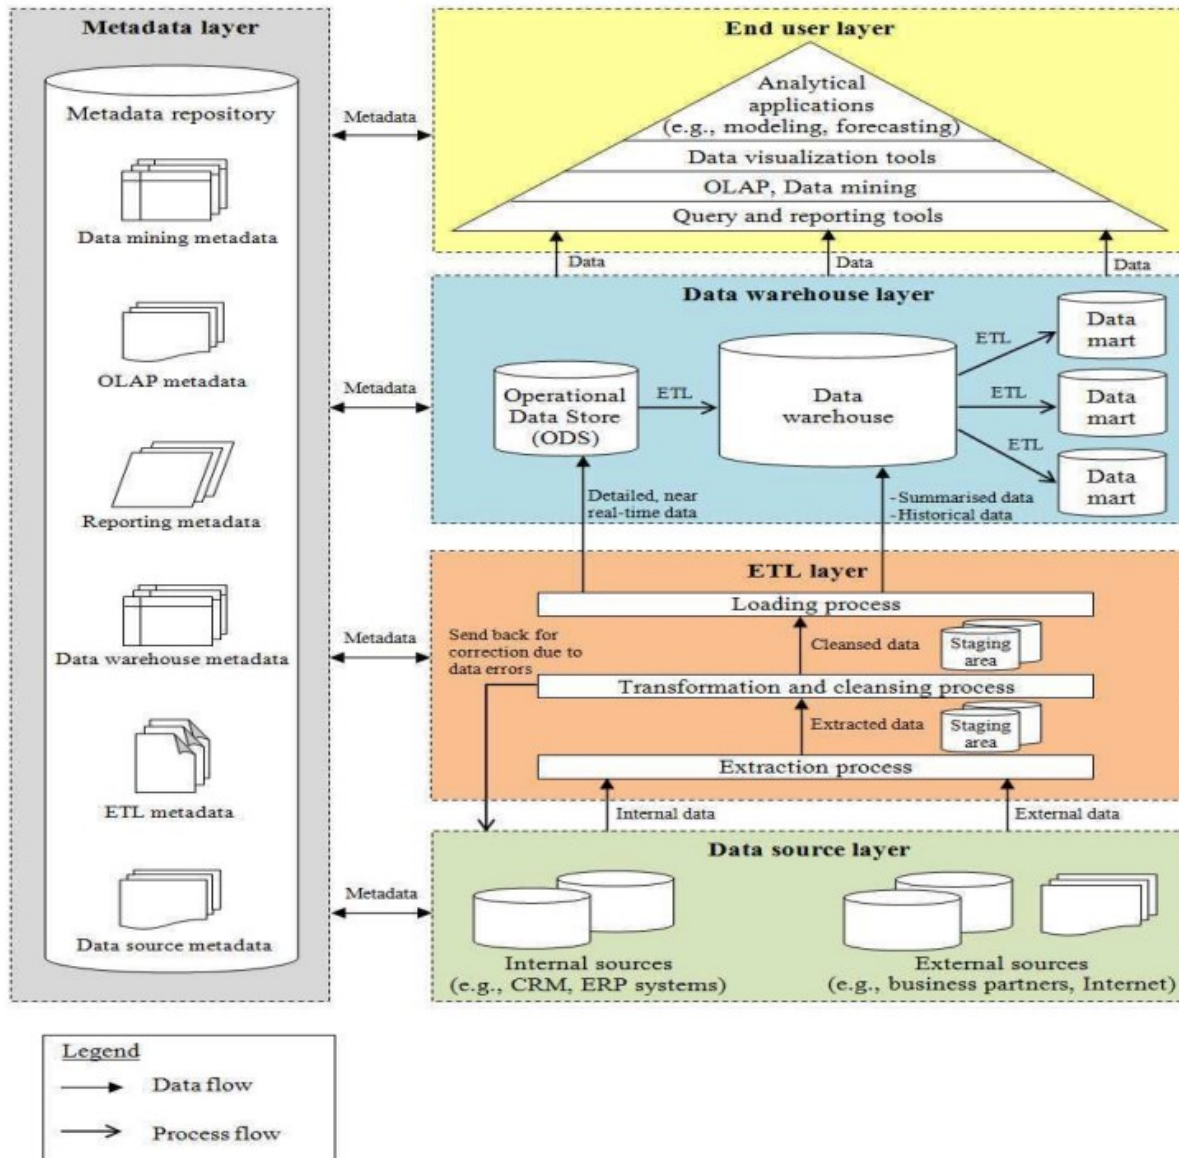 Metadata layer
Metadata repository
Data mining metadata
OLAP metadata
Reporting metadata
Data warehouse metadata
ETL metadata
Data source metadata
Metadata
Metadata
Metadata
Metadata
End user layer
Analytical
applications
(e.g., modeling, forecasting)
Data visualization tools
OLAP, Data mining
Query and reporting tools
Data
Data
Data
Data warehouse layer
Operational
Data Store
(ODS)
ETL
Data
warehouse
ETL
ETL
ETL
Data
mart
Data
mart
Data
mart
Detailed, near
real-time data
-Summarised data
-Historical data
ETL layer
Loading process
Send back for
correction due to
data errors
Cleansed data
Staging
area
Transformation and cleansing process
Extracted data
Staging
area
Extraction process
Internal data
External data
Data source layer
Internal sources
(e.g., CRM, ERP systems)
External sources
(e.g., business partners, Internet)
Legend
Data flow
Process flow